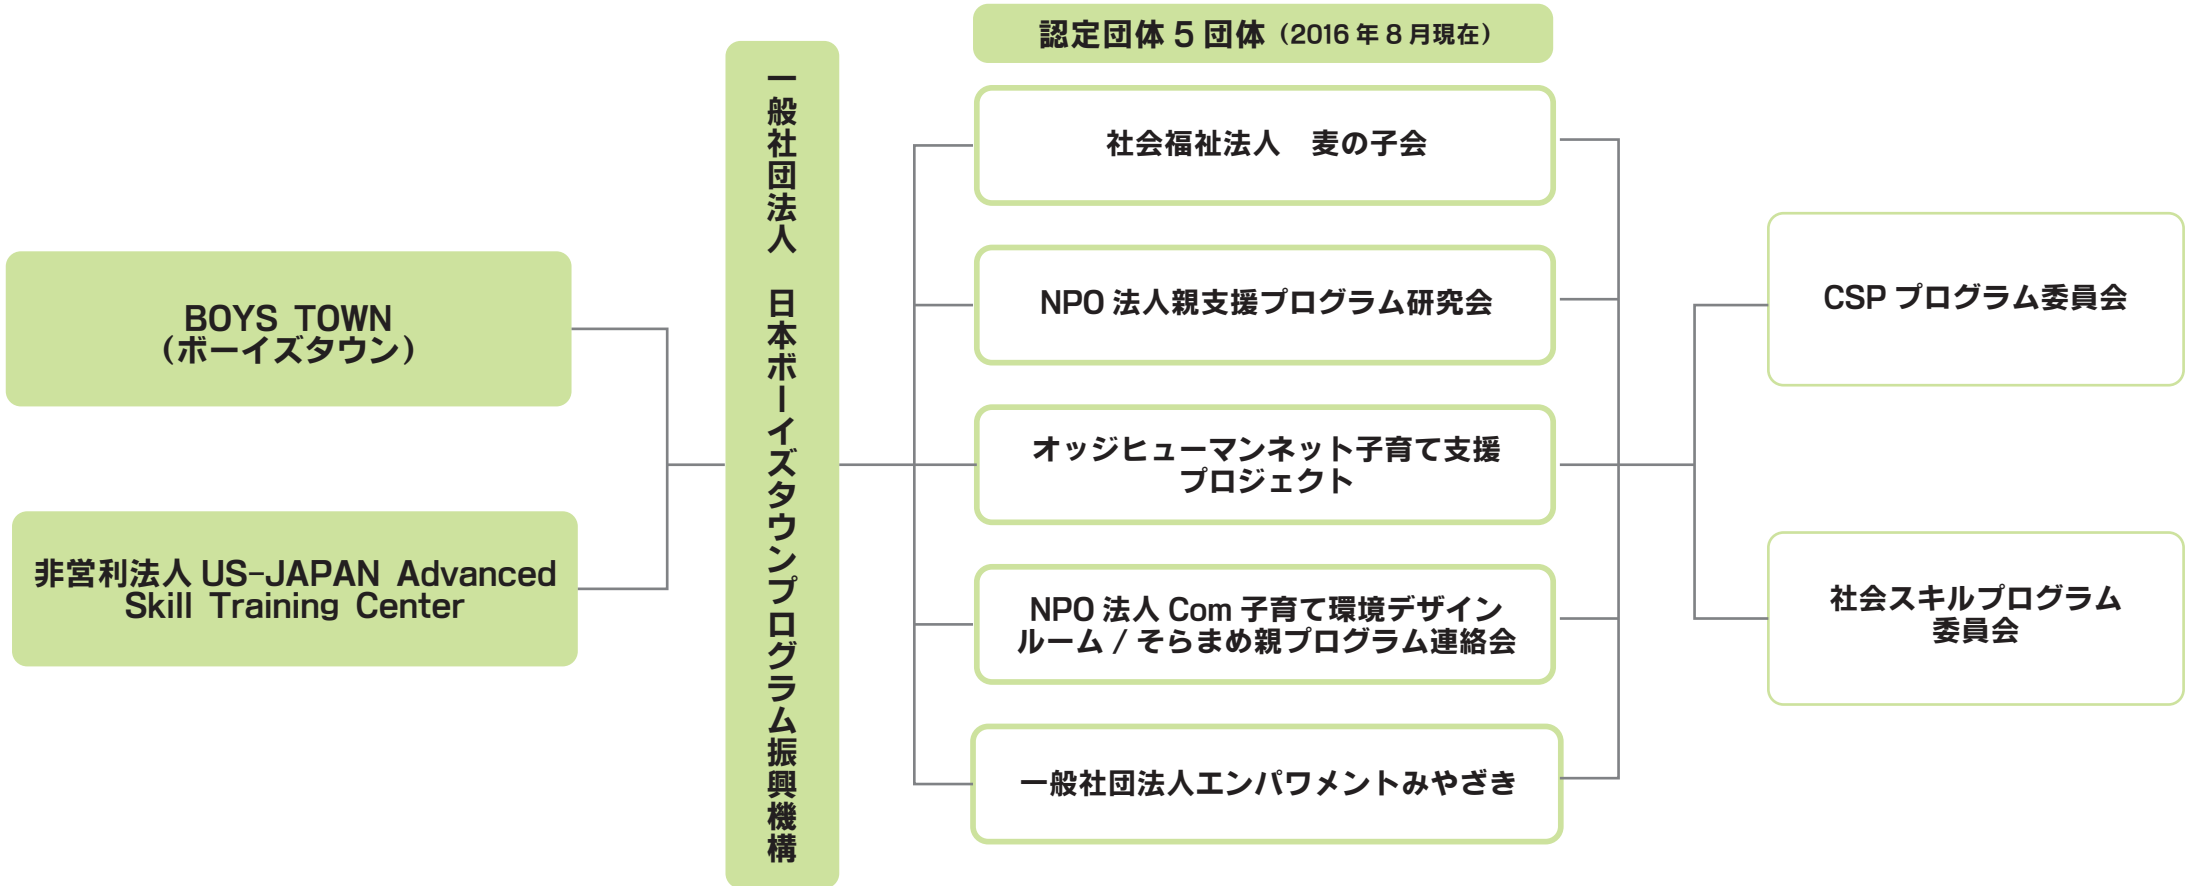 BOYS TOWN
（ボーイズタウン）
非営利法人 US-JAPAN Advanced
Skill Training Center
一般社団法人　日本ボーイズタウンプログラム振興機構
認定団体 5 団体（2016 年 8 月現在）
社会福祉法人　麦の子会
NPO 法人親支援プログラム研究会
オッジヒューマンネット子育て支援
プロジェクト
NPO 法人 Com 子育て環境デザイン
ルーム / そらまめ親プログラム連絡会
一般社団法人エンパワメントみやざき
CSP プログラム委員会
社会スキルプログラム
委員会